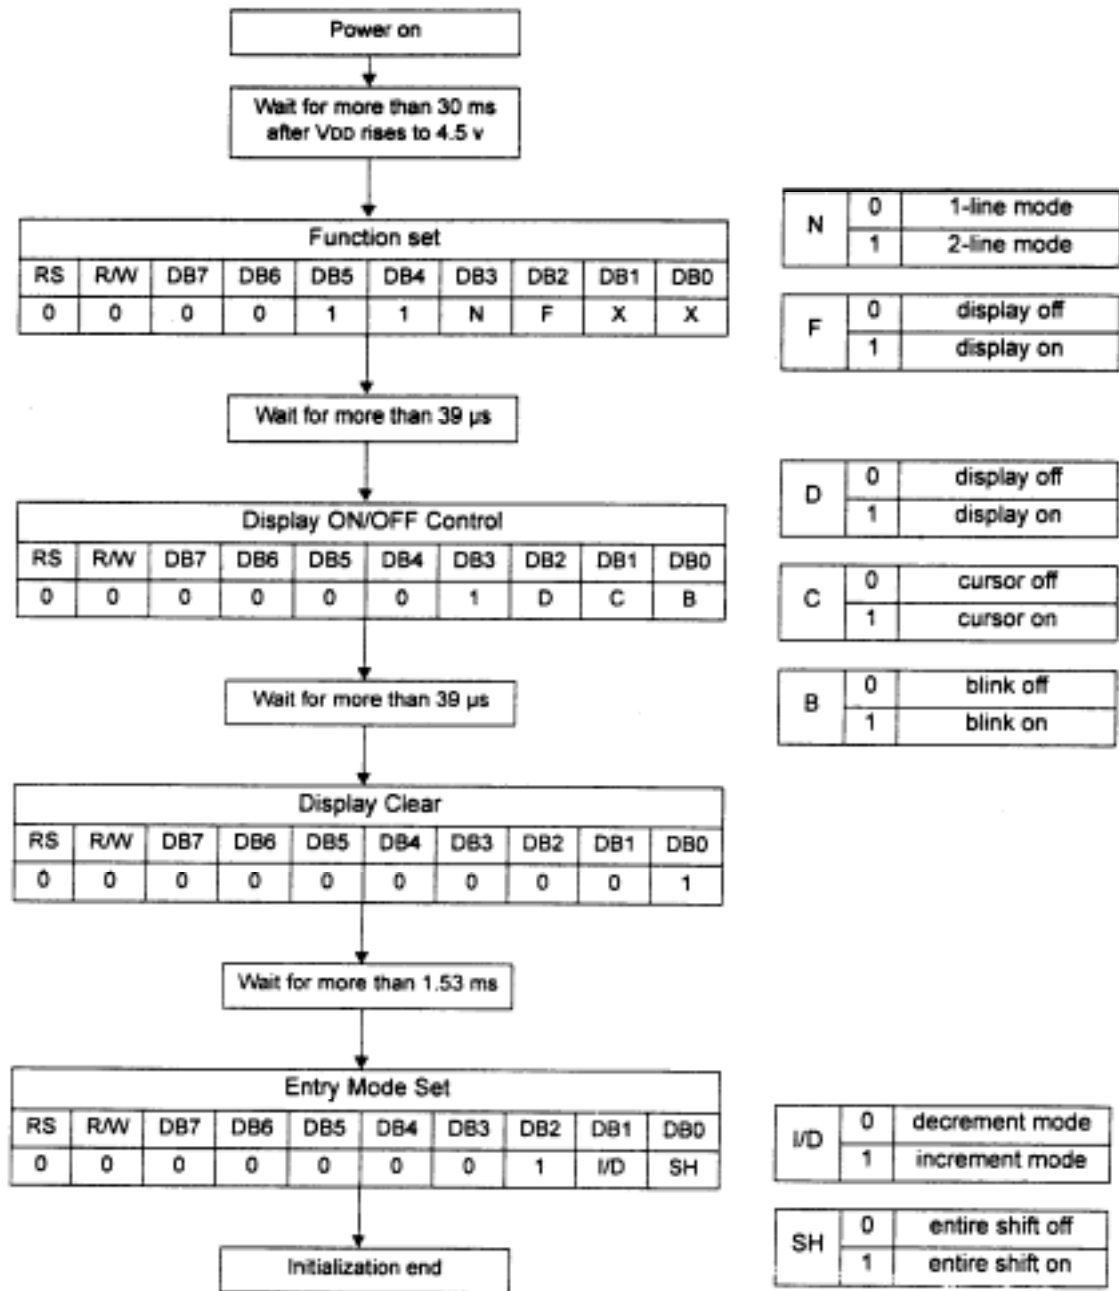 Power on
Wait for more than 30 ms
after VDD rises to 4.5 v
Function set
RS R/W DB7 DB6 DB5 DB4 DB3 DB2 DB1 DB0
0 0 0 0 1 1 N F X X
N 0 1-line mode
1 2-line mode
F 0 display off
1 display on
Wait for more than 39 µs
Display ON/OFF Control
RS R/W DB7 DB6 DB5 DB4 DB3 DB2 DB1 DB0
0 0 0 0 0 0 1 D C B
D 0 display off
1 display on
C 0 cursor off
1 cursor on
B 0 blink off
1 blink on
Wait for more than 39 µs
Display Clear
RS R/W DB7 DB6 DB5 DB4 DB3 DB2 DB1 DB0
0 0 0 0 0 0 0 0 0 1
Wait for more than 1.53 ms
Entry Mode Set
RS R/W DB7 DB6 DB5 DB4 DB3 DB2 DB1 DB0
0 0 0 0 0 0 0 1 I/D SH
I/D 0 decrement mode
1 increment mode
SH 0 entire shift off
1 entire shift on
Initialization end